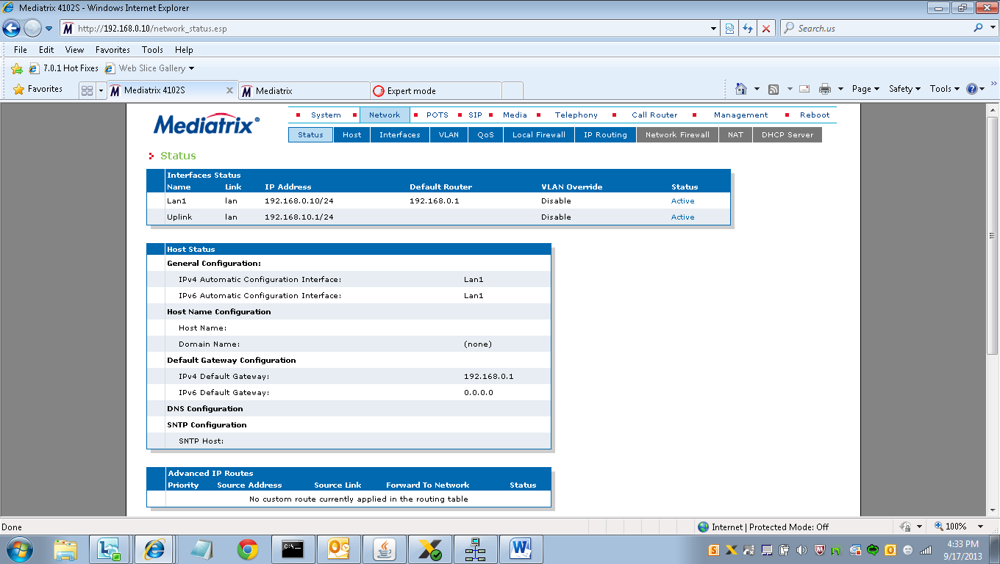 Mediatrix 4102S - Windows Internet Explorer
http://192.168.0.10/network_status.esp
Search.us
File Edit View Favorites Tools Help
7.0.1 Hot Fixes Web Slice Gallery
Favorites Mediatrix 4102S Mediatrix Expert mode Page Safety Tools
Mediatrix®
System Network POTS SIP Media Telephony Call Router Management Reboot
Status Host Interfaces VLAN QoS Local Firewall IP Routing Network Firewall NAT DHCP Server
Status
Interfaces Status
Name Link IP Address Default Router VLAN Override Status
Lan1 lan 192.168.0.10/24 192.168.0.1 Disable Active
Uplink lan 192.168.10.1/24 Disable Active
Host Status
General Configuration:
IPv4 Automatic Configuration Interface: Lan1
IPv6 Automatic Configuration Interface: Lan1
Host Name Configuration
Host Name:
Domain Name: (none)
Default Gateway Configuration
IPv4 Default Gateway: 192.168.0.1
IPv6 Default Gateway: 0.0.0.0
DNS Configuration
SNTP Configuration
SNTP Host:
Advanced IP Routes
Priority Source Address Source Link Forward To Network Status
No custom route currently applied in the routing table
Done Internet | Protected Mode: Off 100%
4:33 PM
9/17/2013